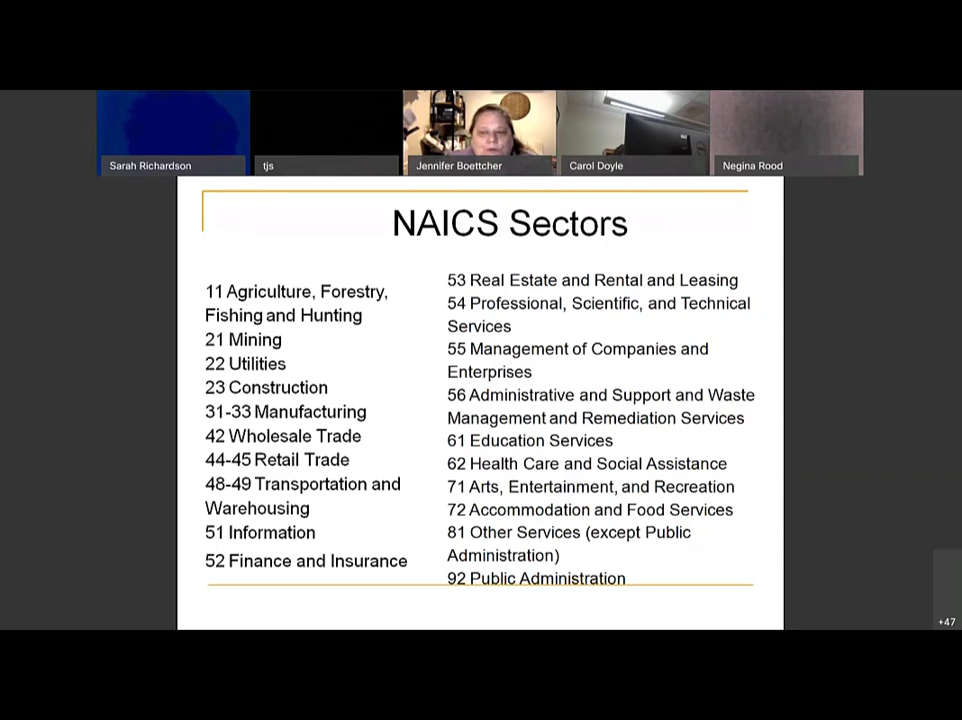 Sarah Richardson
tjs
Jennifer Boettcher
Carol Doyle
Negina Rood
NAICS Sectors
11 Agriculture, Forestry,
Fishing and Hunting
21 Mining
22 Utilities
23 Construction
31-33 Manufacturing
42 Wholesale Trade
44-45 Retail Trade
48-49 Transportation and
Warehousing
51 Information
52 Finance and Insurance
53 Real Estate and Rental and Leasing
54 Professional, Scientific, and Technical
Services
55 Management of Companies and
Enterprises
56 Administrative and Support and Waste
Management and Remediation Services
61 Education Services
62 Health Care and Social Assistance
71 Arts, Entertainment, and Recreation
72 Accommodation and Food Services
81 Other Services (except Public
Administration)
92 Public Administration
+47